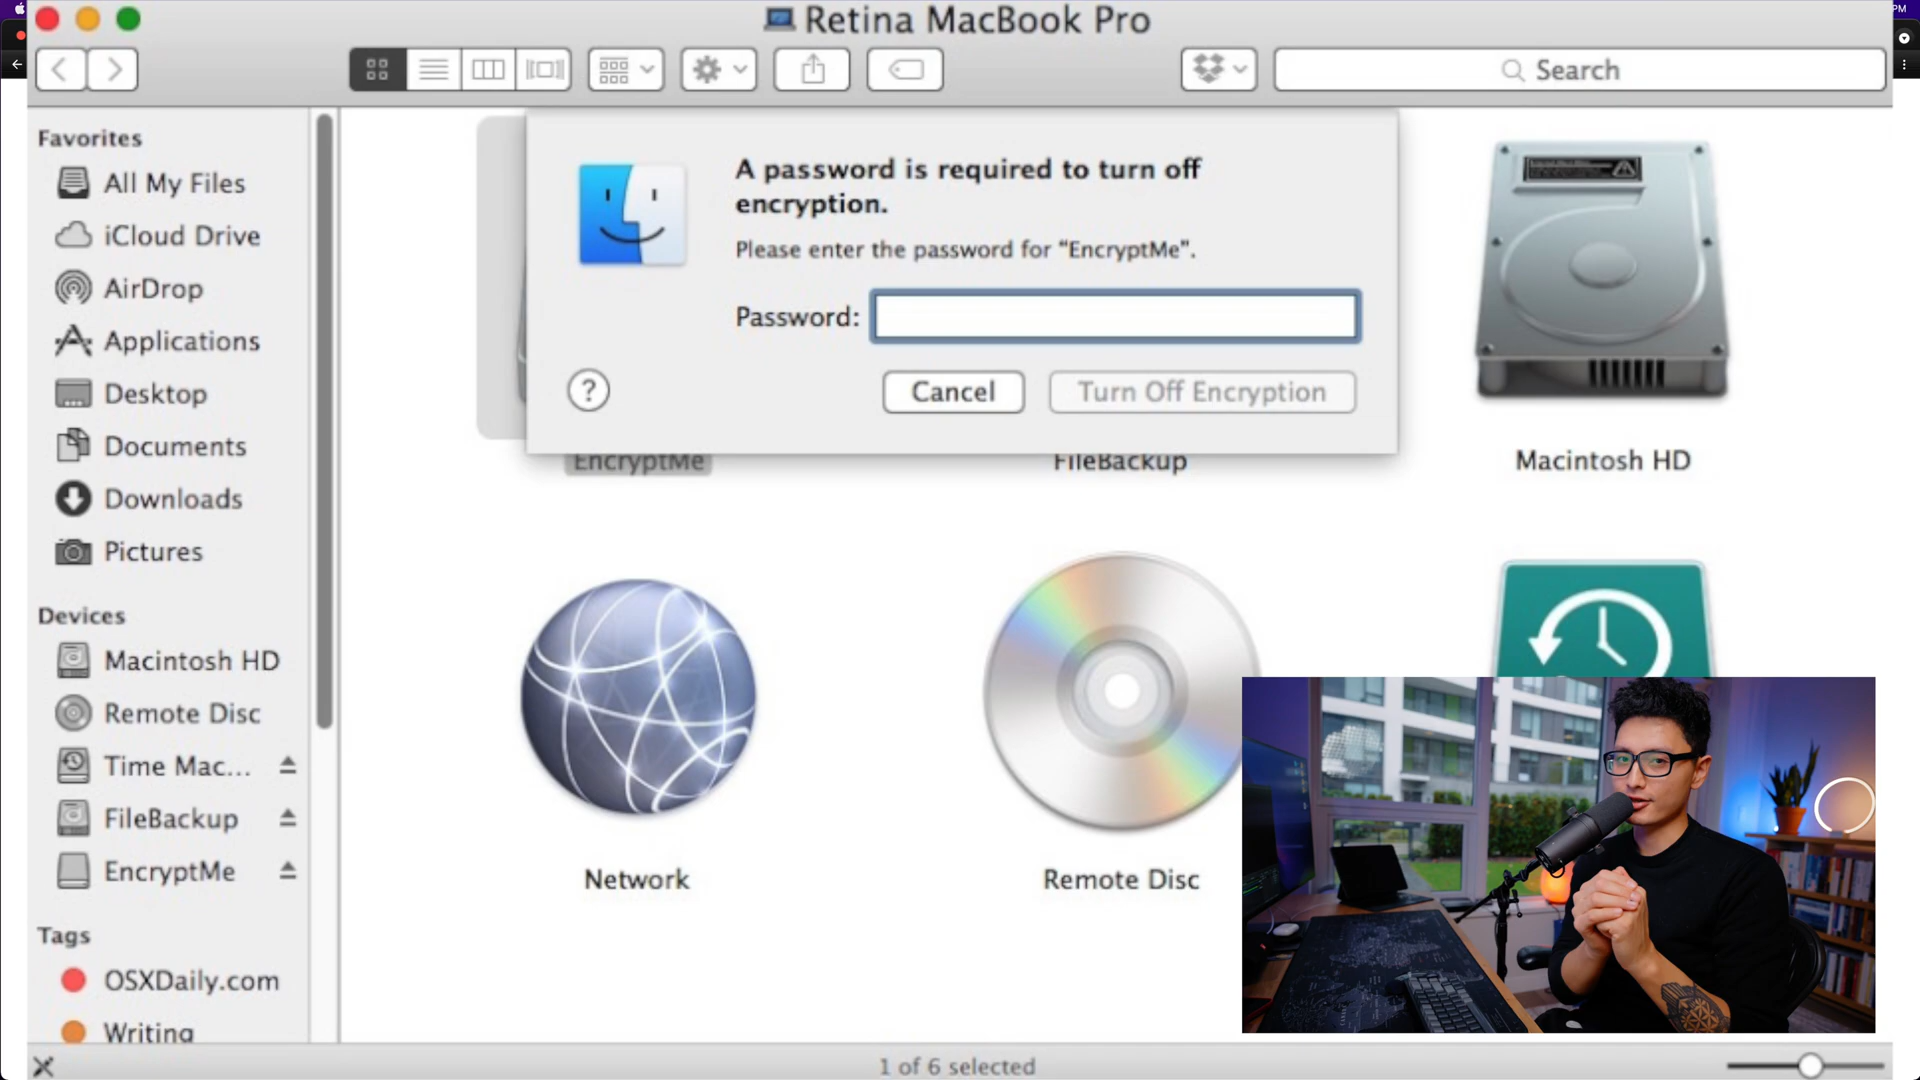 PM
Retina MacBook Pro
Search
Favorites
All My Files
iCloud Drive
AirDrop
Applications
Desktop
Documents
Downloads
Pictures
Devices
Macintosh HD
Remote Disc
Time Mac...
FileBackup
EncryptMe
Tags
OSXDaily.com
Writing
A password is required to turn off
encryption.
Please enter the password for “EncryptMe”.
Password:
?
Cancel
Turn Off Encryption
EncryptMe
FileBackup
Macintosh HD
Network
Remote Disc
1 of 6 selected